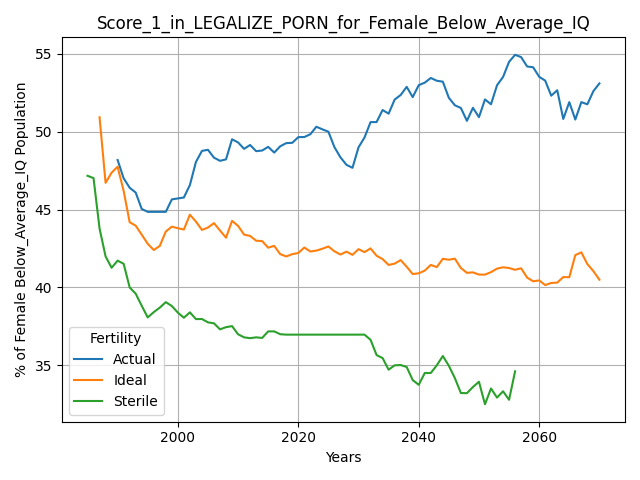 Score_1_in_LEGALIZE_PORN_for_Female_Below_Average_IQ
% of Female Below_Average_IQ Population
55
50
45
40
35
Fertility
Actual
Ideal
Sterile
2000 2020 2040 2060
Years